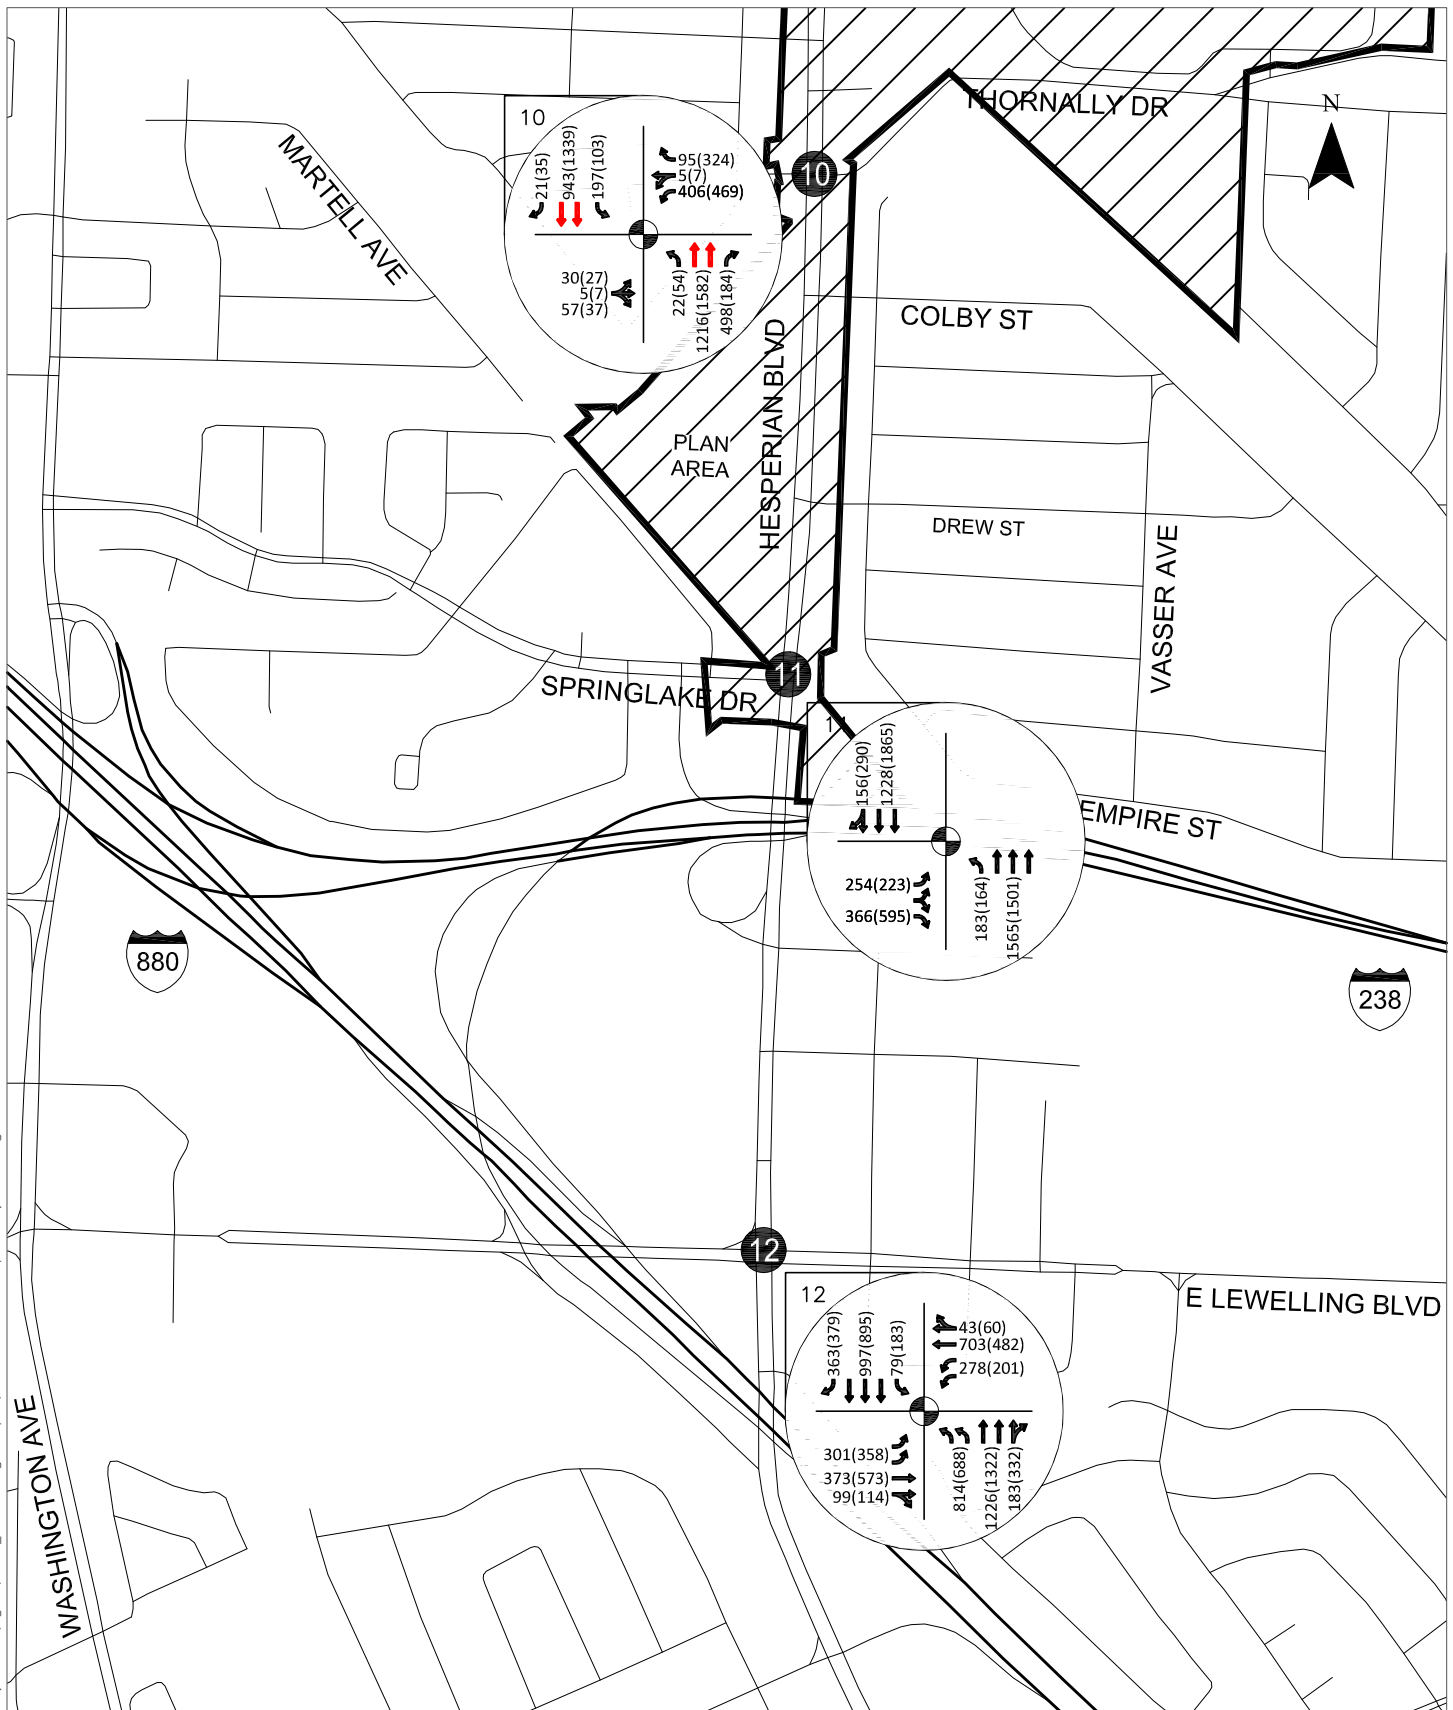 THORNALLY DR
N
10
21(35)
943(1339)
197(103)
95(324)
5(7)
406(469)
30(27)
5(7)
57(37)
22(54)
1216(1582)
498(184)
10
MARTELL AVE
COLBY ST
HESPERIAN BLVD
PLAN
AREA
DREW ST
VASSER AVE
11
SPRINGLAKE DR
11
156(290)
1228(1865)
254(223)
366(595)
183(164)
1565(1501)
EMPIRE ST
880
238
12
E LEWELLING BLVD
12
363(379)
997(895)
79(183)
43(60)
703(482)
278(201)
301(358)
373(573)
99(114)
814(688)
1226(1322)
183(332)
WASHINGTON AVE